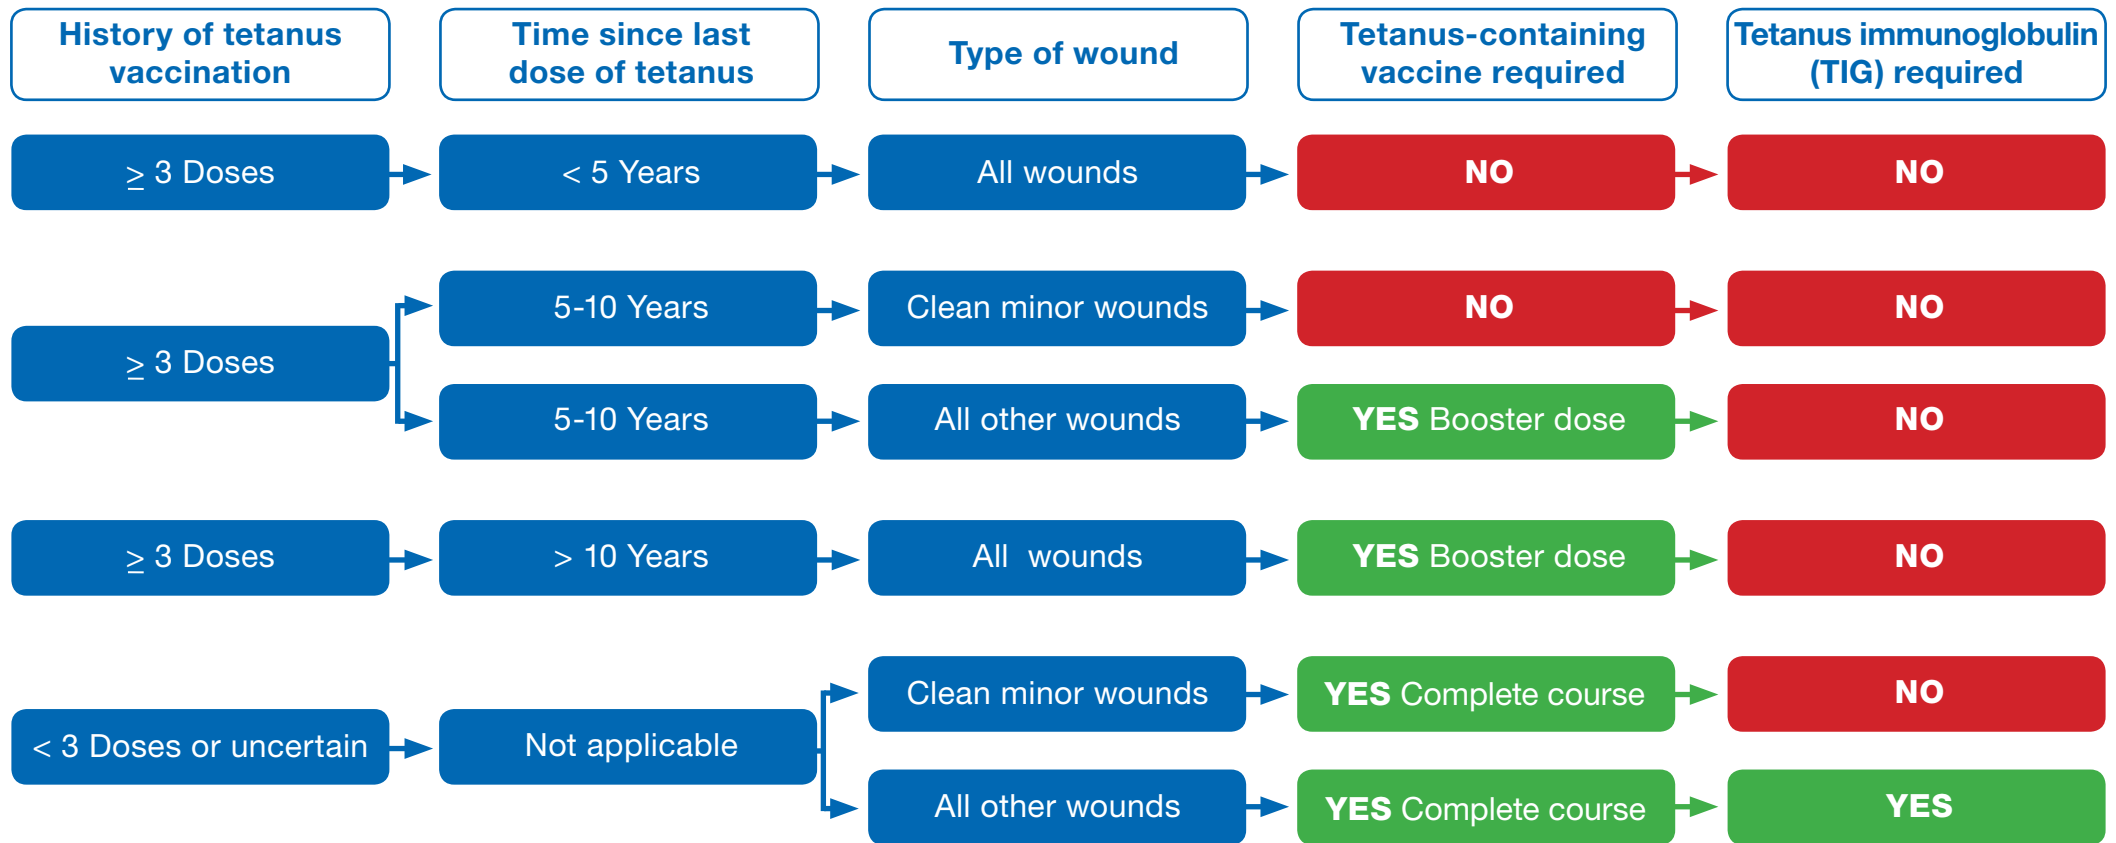 History of tetanus
vaccination
Time since last
dose of tetanus
Type of wound
Tetanus-containing
vaccine required
Tetanus immunoglobulin
(TIG) required
≥ 3 Doses
< 5 Years
All wounds
NO
NO
≥ 3 Doses
5-10 Years
Clean minor wounds
NO
NO
5-10 Years
All other wounds
YES Booster dose
NO
≥ 3 Doses
> 10 Years
All wounds
YES Booster dose
NO
< 3 Doses or uncertain
Not applicable
Clean minor wounds
YES Complete course
NO
All other wounds
YES Complete course
YES